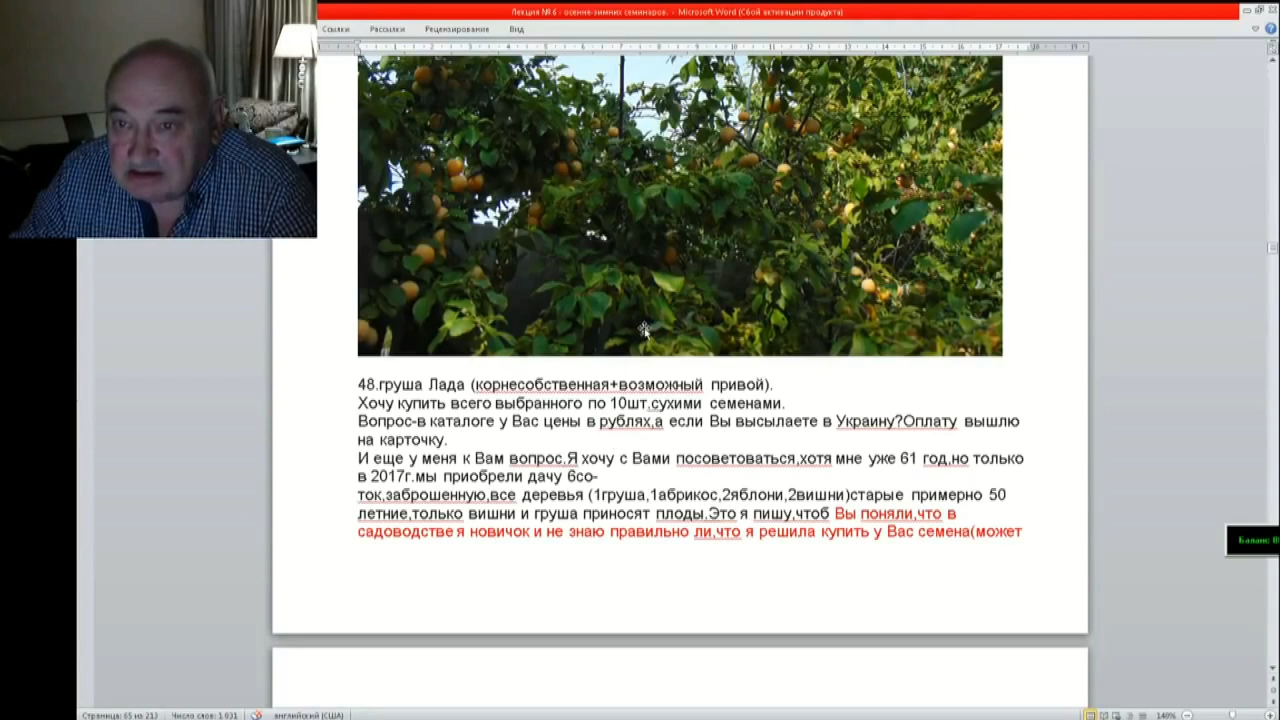 Лекция № 6 - осенне-зимних семинаров. - Microsoft Word (Сбой активации продукта)
Ссылки Рассылки Рецензирование Вид
48.груша Лада (корнесобственная+возможный привой).
Хочу купить всего выбранного по 10шт,сухими семенами.
Вопрос-в каталоге у Вас цены в рублях,а если Вы высылаете в Украину?Оплату вышлю
на карточку.
И еще у меня к Вам вопрос.Я хочу с Вами посоветоваться,хотя мне уже 61 год,но только
в 2017г.мы приобрели дачу 6со-
ток,заброшенную,все деревья (1груша,1абрикос,2яблони,2вишни)старые примерно 50
летние,только вишни и груша приносят плоды.Это я пишу,чтоб Вы поняли,что в
садоводстве я новичок и не знаю правильно ли,что я решила купить у Вас семена(может
Баланс
Страница: 65 из 213 Число слов: 1 031 английский (США) 140%